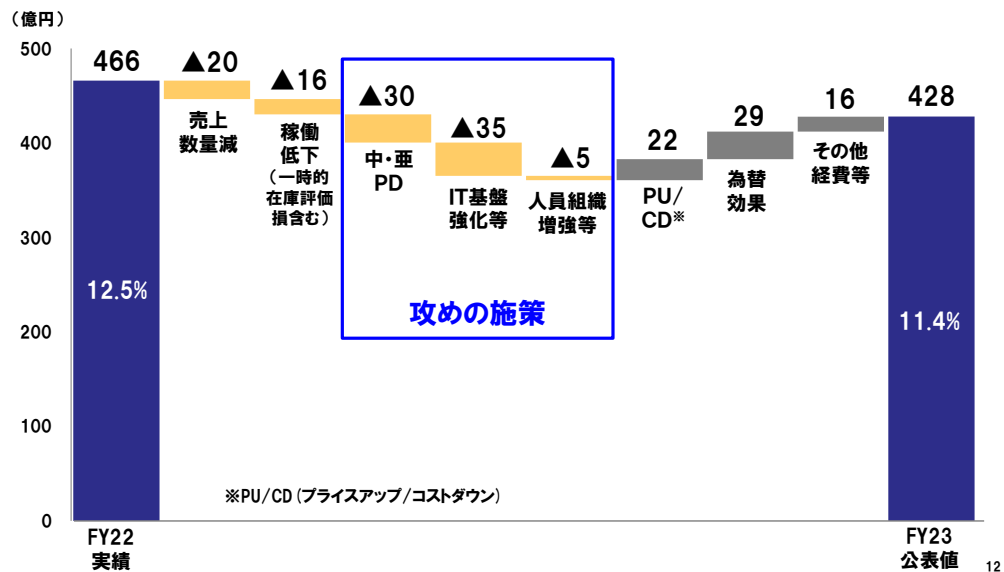 （億円）
500
400
300
200
100
0
466
12.5%
FY22
実績
▲20
売上
数量減
▲16
稼働
低下
（一時的
在庫評価
損含む）
▲30
中・亜
PD
▲35
IT基盤
強化等
▲5
人員組織
増強等
攻めの施策
22
PU/
CD※
29
為替
効果
16
その他
経費等
428
11.4%
FY23
公表値
※PU/CD（プライスアップ/コストダウン）
12